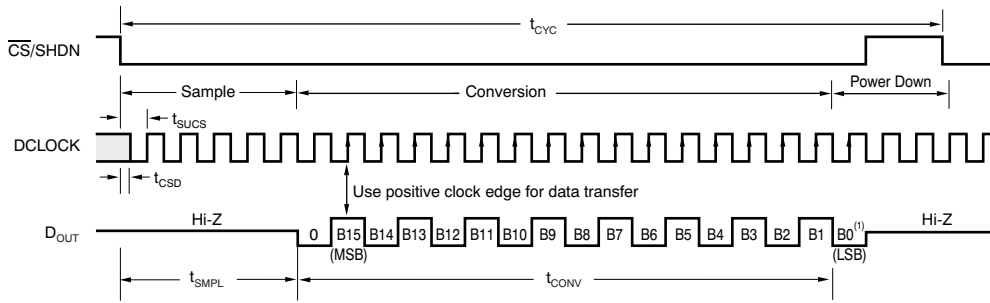 tCYC
CS/SHDN
Sample
Conversion
Power Down
tSUCS
DCLOCK
tCSD
Use positive clock edge for data transfer
Hi-Z
Hi-Z
DOUT
0 B15 B14 B13 B12 B11 B10 B9 B8 B7 B6 B5 B4 B3 B2 B1 B0(1)
(MSB)
(LSB)
tSMPL
tCONV